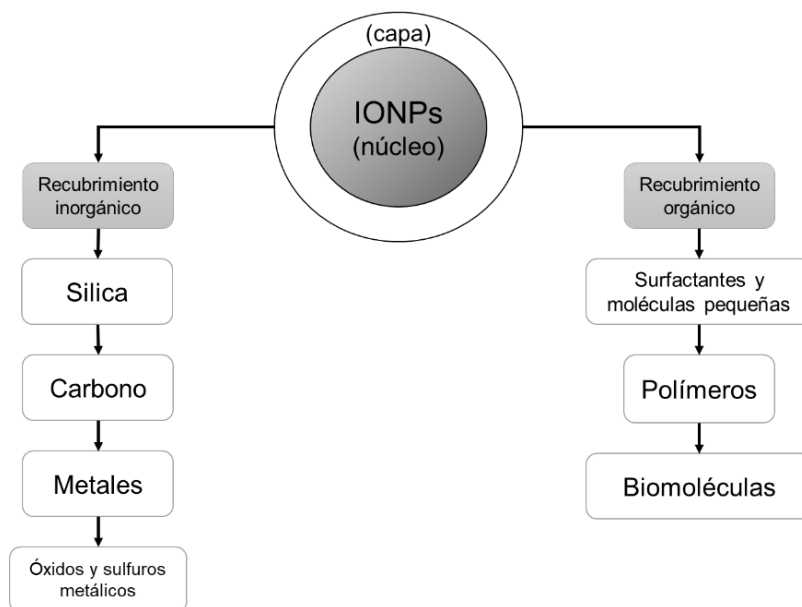 (capa)
IONPs
(núcleo)
Recubrimiento
inorgánico
Silica
Carbono
Metales
Óxidos y sulfuros
metálicos
Recubrimiento
orgánico
Surfactantes y
moléculas pequeñas
Polímeros
Biomoléculas